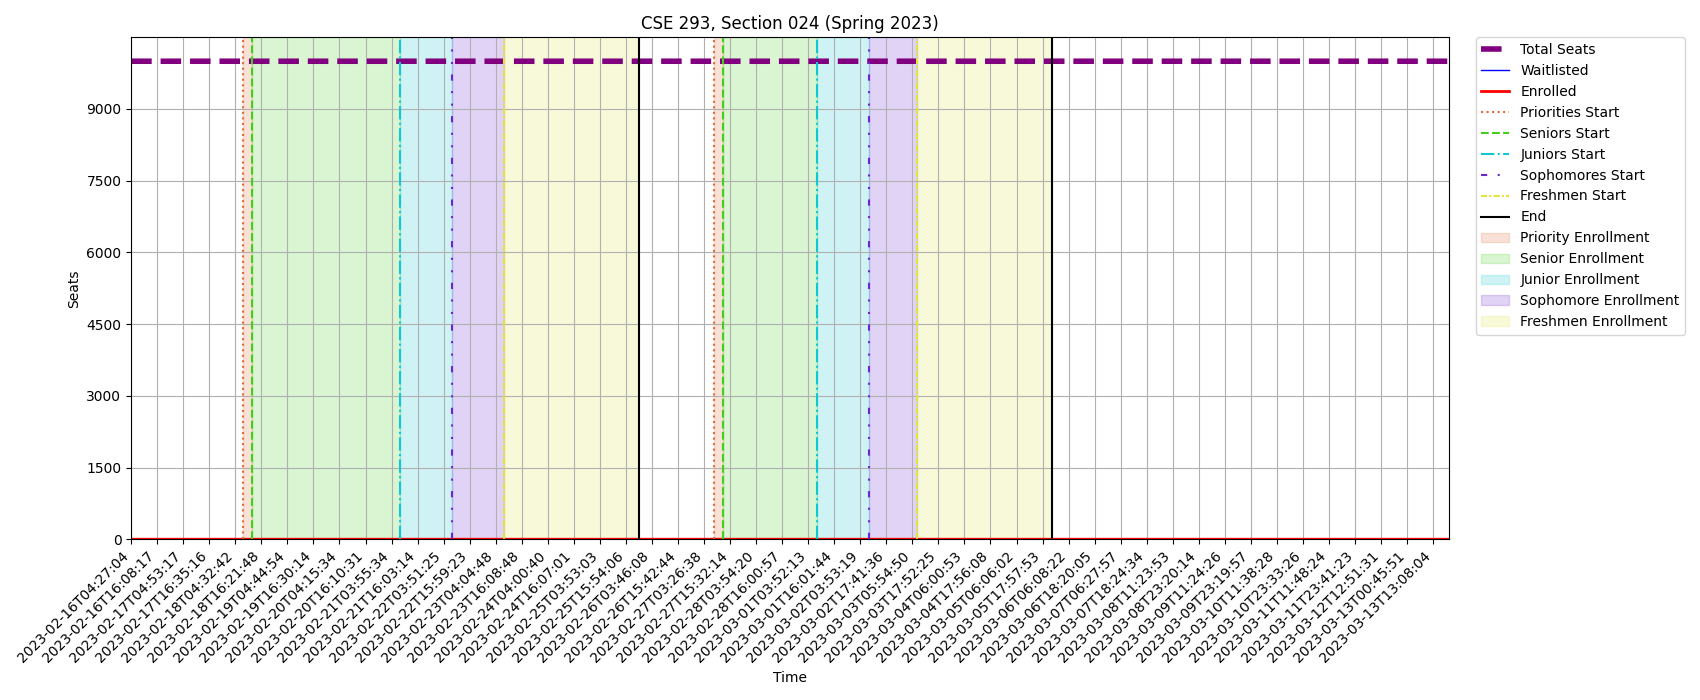 CSE 293, Section 024 (Spring 2023)
Seats
9000
7500
6000
4500
3000
1500
0
2023-02-16T04:27:04
2023-02-16T16:08:17
2023-02-17T04:53:17
2023-02-17T16:35:16
2023-02-18T04:32:42
2023-02-18T16:21:48
2023-02-19T04:44:54
2023-02-19T16:30:14
2023-02-20T04:15:34
2023-02-20T16:10:31
2023-02-21T03:55:34
2023-02-21T16:03:14
2023-02-22T03:51:25
2023-02-22T15:59:23
2023-02-23T04:04:48
2023-02-23T16:08:48
2023-02-24T04:00:40
2023-02-24T16:07:01
2023-02-25T03:53:03
2023-02-25T15:54:06
2023-02-26T03:46:08
2023-02-26T15:42:44
2023-02-27T03:26:38
2023-02-27T15:32:14
2023-02-28T03:54:20
2023-02-28T16:00:57
2023-03-01T03:52:13
2023-03-01T16:01:44
2023-03-02T03:53:19
2023-03-02T17:41:36
2023-03-03T05:54:50
2023-03-03T17:52:25
2023-03-04T06:00:53
2023-03-04T17:56:08
2023-03-05T06:06:02
2023-03-05T17:57:53
2023-03-06T06:08:22
2023-03-06T18:20:05
2023-03-07T06:27:57
2023-03-07T18:24:34
2023-03-08T11:23:53
2023-03-08T23:20:14
2023-03-09T11:24:26
2023-03-09T23:19:57
2023-03-10T11:38:28
2023-03-10T23:33:26
2023-03-11T11:48:24
2023-03-11T23:41:23
2023-03-12T12:51:31
2023-03-13T00:45:51
2023-03-13T13:08:04
Time
Total Seats
Waitlisted
Enrolled
Priorities Start
Seniors Start
Juniors Start
Sophomores Start
Freshmen Start
End
Priority Enrollment
Senior Enrollment
Junior Enrollment
Sophomore Enrollment
Freshmen Enrollment